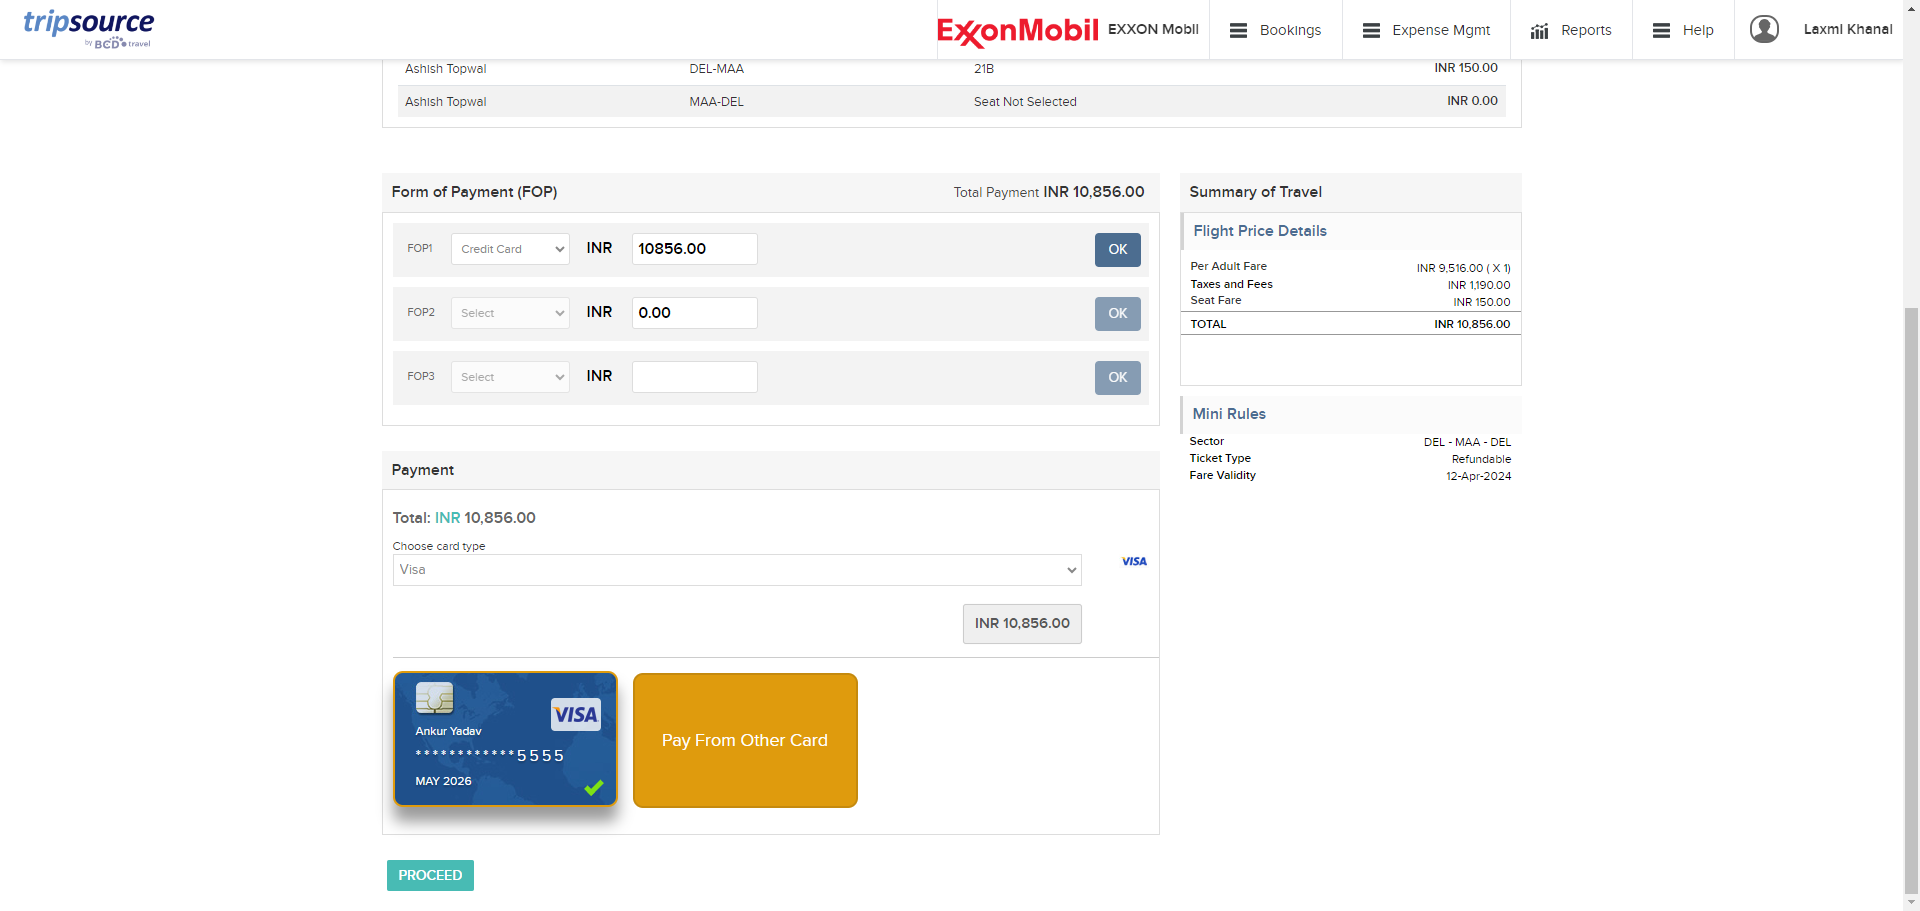 tripsource
by BCD travel
ExxonMobil EXXON Mobil
Bookings
Expense Mgmt
Reports
Help
Laxmi Khanal
Ashish Topwal DEL-MAA 21B INR 150.00
Ashish Topwal MAA-DEL Seat Not Selected INR 0.00
Form of Payment (FOP) Total Payment INR 10,856.00
FOP1 Credit Card INR 10856.00 OK
FOP2 Select INR 0.00 OK
FOP3 Select INR OK
Payment
Total: INR 10,856.00
Choose card type
Visa VISA
INR 10,856.00
VISA
Ankur Yadav
************5555
MAY 2026
Pay From Other Card
PROCEED
Summary of Travel
Flight Price Details
Per Adult Fare INR 9,516.00 ( X 1)
Taxes and Fees INR 1,190.00
Seat Fare INR 150.00
TOTAL INR 10,856.00
Mini Rules
Sector DEL - MAA - DEL
Ticket Type Refundable
Fare Validity 12-Apr-2024